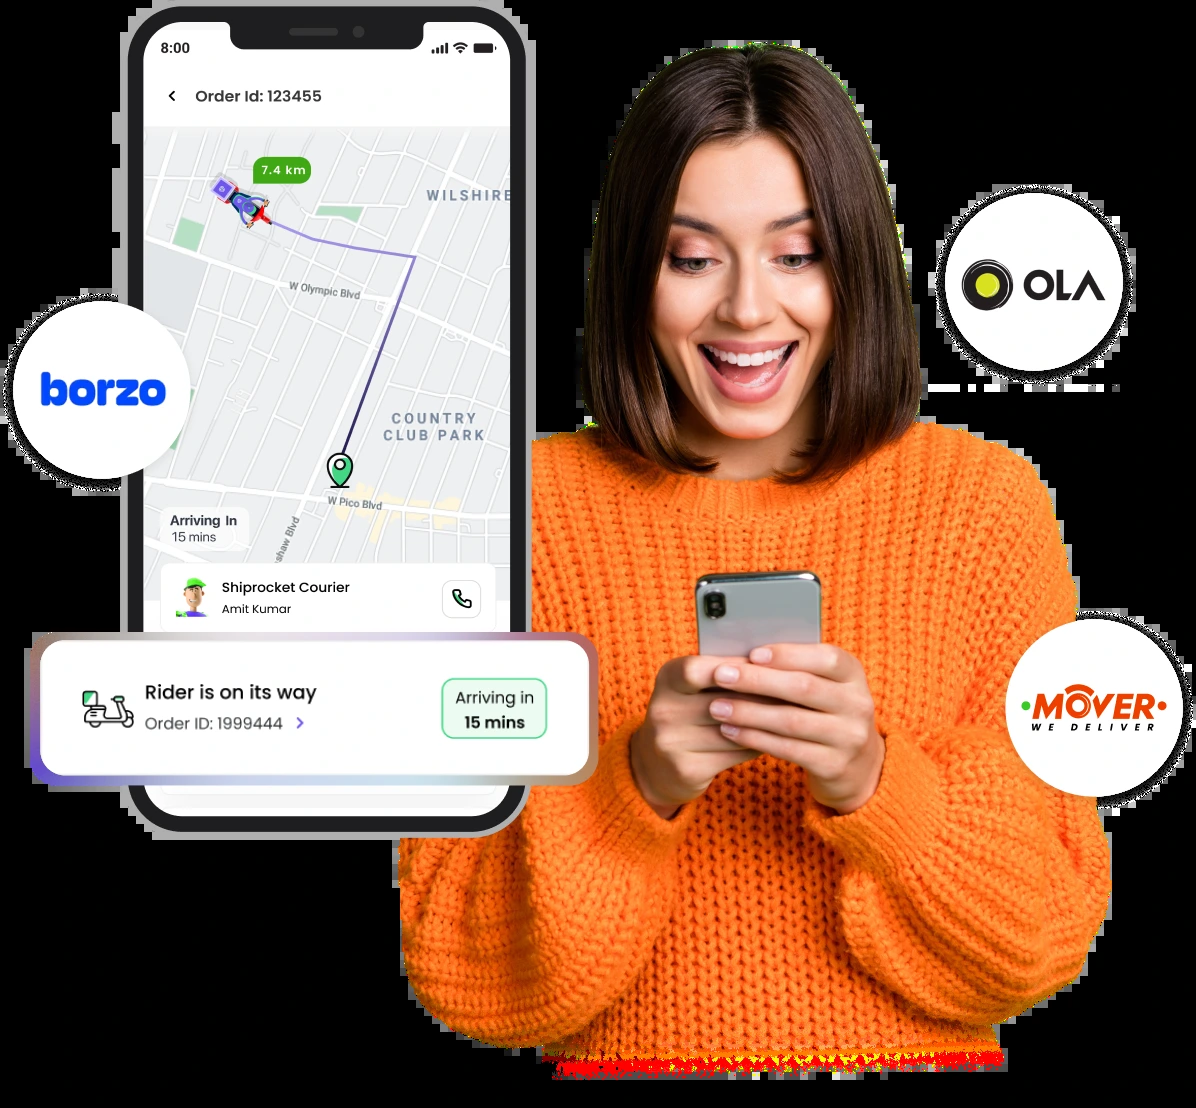 8:00
Order Id: 123455
7.4 km
WILSHIRE
W Olympic Blvd
COUNTRY
CLUB PARK
W Pico Blvd
shaw Blvd
Arriving In
15 mins
Shiprocket Courier
Amit Kumar
Rider is on its way
Order ID: 1999444
Arriving in
15 mins
borzo
OLA
MOVER
WE DELIVER